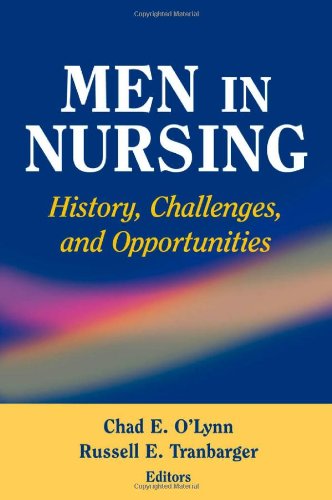 MEN IN
NURSING
History, Challenges,
and Opportunities
Chad E. O'Lynn
Russell E. Tranbarger
Editors